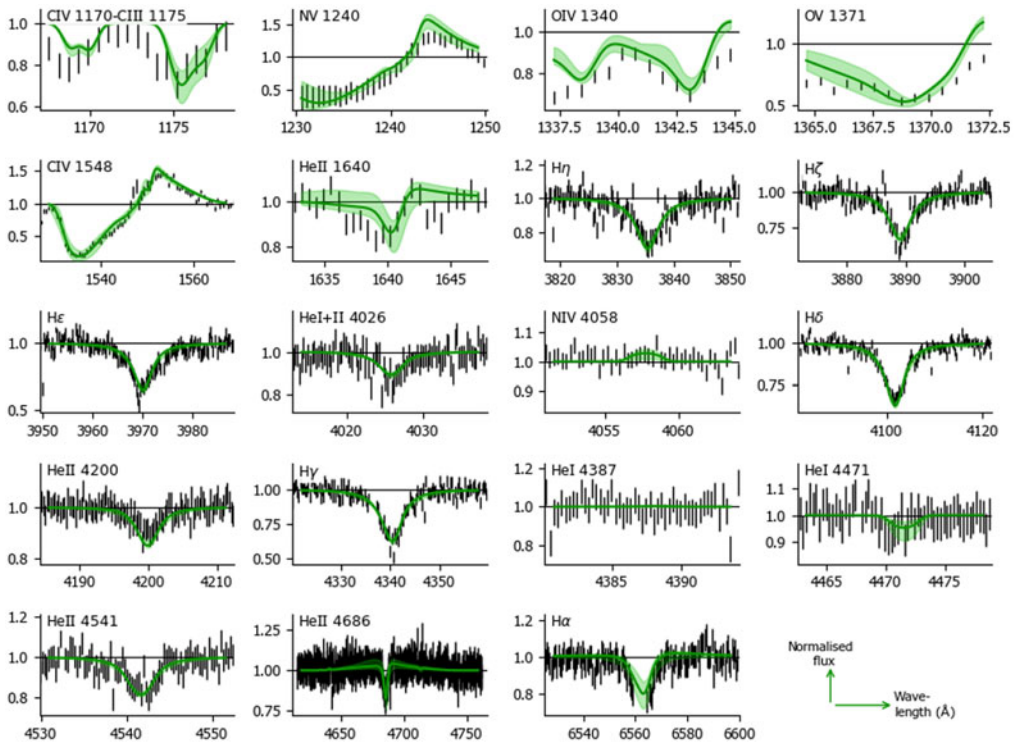 CIV 1170-CIII 1175
1.0
0.8
0.6
1170 1175
NV 1240
1.5
1.0
0.5
1230 1240 1250
OIV 1340
1.0
0.8
1337.5 1340.0 1342.5 1345.0
OV 1371
1.0
0.5
1365.0 1367.5 1370.0 1372.5
CIV 1548
1.5
1.0
0.5
1540 1560
HeII 1640
1.0
0.8
1635 1640 1645
Hη
1.2
1.0
0.8
3820 3830 3840 3850
Hζ
1.00
0.75
3880 3890 3900
Hε
1.0
0.5
3950 3960 3970 3980
HeI+II 4026
1.0
0.8
4020 4030
NIV 4058
1.1
1.0
0.9
4055 4060
Hδ
1.00
0.75
4100 4120
HeII 4200
1.0
0.8
4190 4200 4210
Hγ
1.00
0.75
0.50
4330 4340 4350
HeI 4387
1.2
1.0
0.8
4385 4390
HeI 4471
1.1
1.0
0.9
4465 4470 4475
HeII 4541
1.2
1.0
0.8
4530 4540 4550
HeII 4686
1.25
1.00
0.75
4650 4700 4750
Hα
1.2
1.0
0.8
6540 6560 6580 6600
Normalised
flux
Wave-
length (Å)